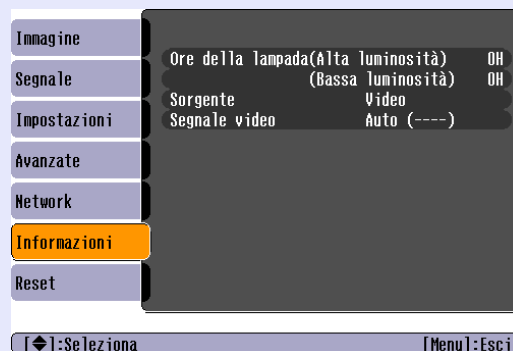 Immagine
Segnale
Impostazioni
Avanzate
Network
Informazioni
Reset
Ore della lampada(Alta luminosità) 0H
(Bassa luminosità) 0H
Sorgente Video
Segnale video Auto (----)
[◆]:Seleziona [Menu]:Esci